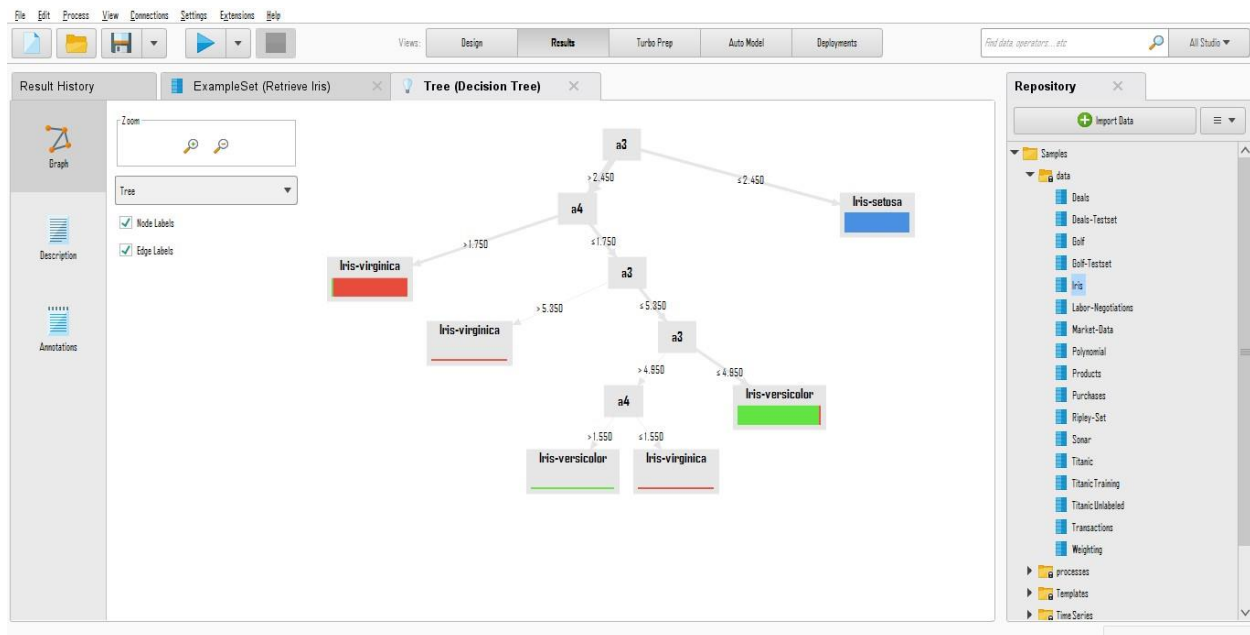 File Edit Process View Connections Settings Extensions Help
Views: Design Results Turbo Prep Auto Model Deployments
Find data, operators...etc
All Studio
Result History
ExampleSet (Retrieve Iris)
Tree (Decision Tree)
Repository
Zoom
Graph
Tree
Node Labels
Edge Labels
Description
Annotations
a3
> 2.450
≤ 2.450
Iris-setosa
a4
> 1.750
≤ 1.750
Iris-virginica
a3
> 5.350
≤ 5.350
Iris-virginica
a3
> 4.950
≤ 4.950
Iris-versicolor
a4
> 1.550
≤ 1.550
Iris-versicolor
Iris-virginica
Import Data
Samples
data
Deals
Deals-Testset
Golf
Golf-Testset
Iris
Labor-Negotiations
Market-Data
Polynomial
Products
Purchases
Ripley-Set
Sonar
Titanic
Titanic Training
Titanic Unlabeled
Transactions
Weighting
processes
Templates
Time Series